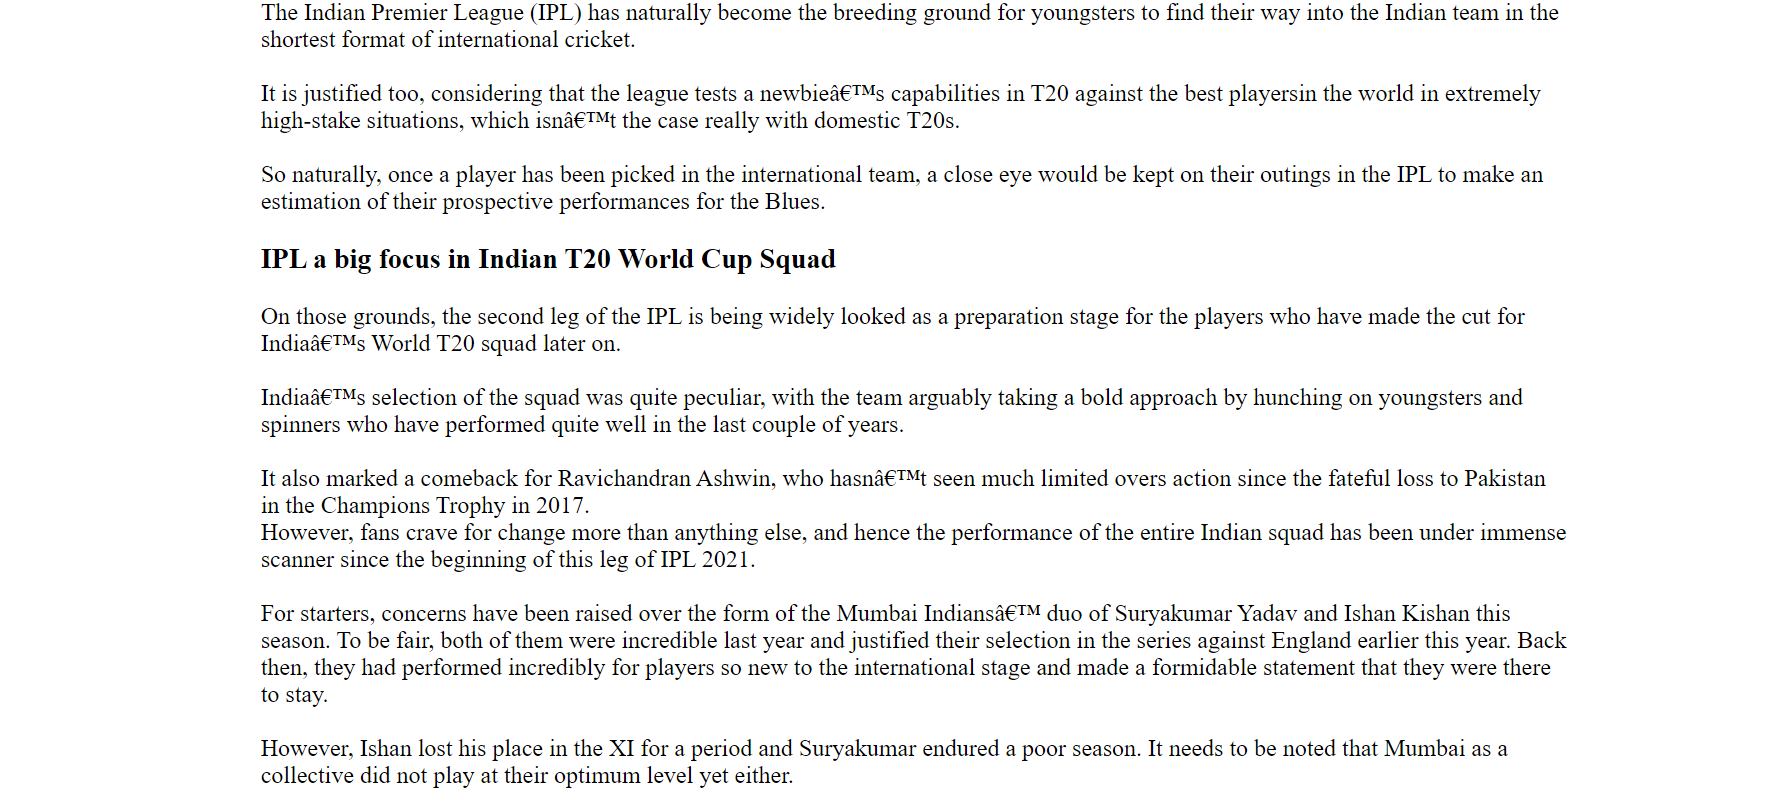 The Indian Premier League (IPL) has naturally become the breeding ground for youngsters to find their way into the Indian team in the
shortest format of international cricket.
It is justified too, considering that the league tests a newbieâ€™s capabilities in T20 against the best playersin the world in extremely
high-stake situations, which isnâ€™t the case really with domestic T20s.
So naturally, once a player has been picked in the international team, a close eye would be kept on their outings in the IPL to make an
estimation of their prospective performances for the Blues.
IPL a big focus in Indian T20 World Cup Squad
On those grounds, the second leg of the IPL is being widely looked as a preparation stage for the players who have made the cut for
Indiaâ€™s World T20 squad later on.
Indiaâ€™s selection of the squad was quite peculiar, with the team arguably taking a bold approach by hunching on youngsters and
spinners who have performed quite well in the last couple of years.
It also marked a comeback for Ravichandran Ashwin, who hasnâ€™t seen much limited overs action since the fateful loss to Pakistan
in the Champions Trophy in 2017.
However, fans crave for change more than anything else, and hence the performance of the entire Indian squad has been under immense
scanner since the beginning of this leg of IPL 2021.
For starters, concerns have been raised over the form of the Mumbai Indiansâ€™ duo of Suryakumar Yadav and Ishan Kishan this
season. To be fair, both of them were incredible last year and justified their selection in the series against England earlier this year. Back
then, they had performed incredibly for players so new to the international stage and made a formidable statement that they were there
to stay.
However, Ishan lost his place in the XI for a period and Suryakumar endured a poor season. It needs to be noted that Mumbai as a
collective did not play at their optimum level yet either.